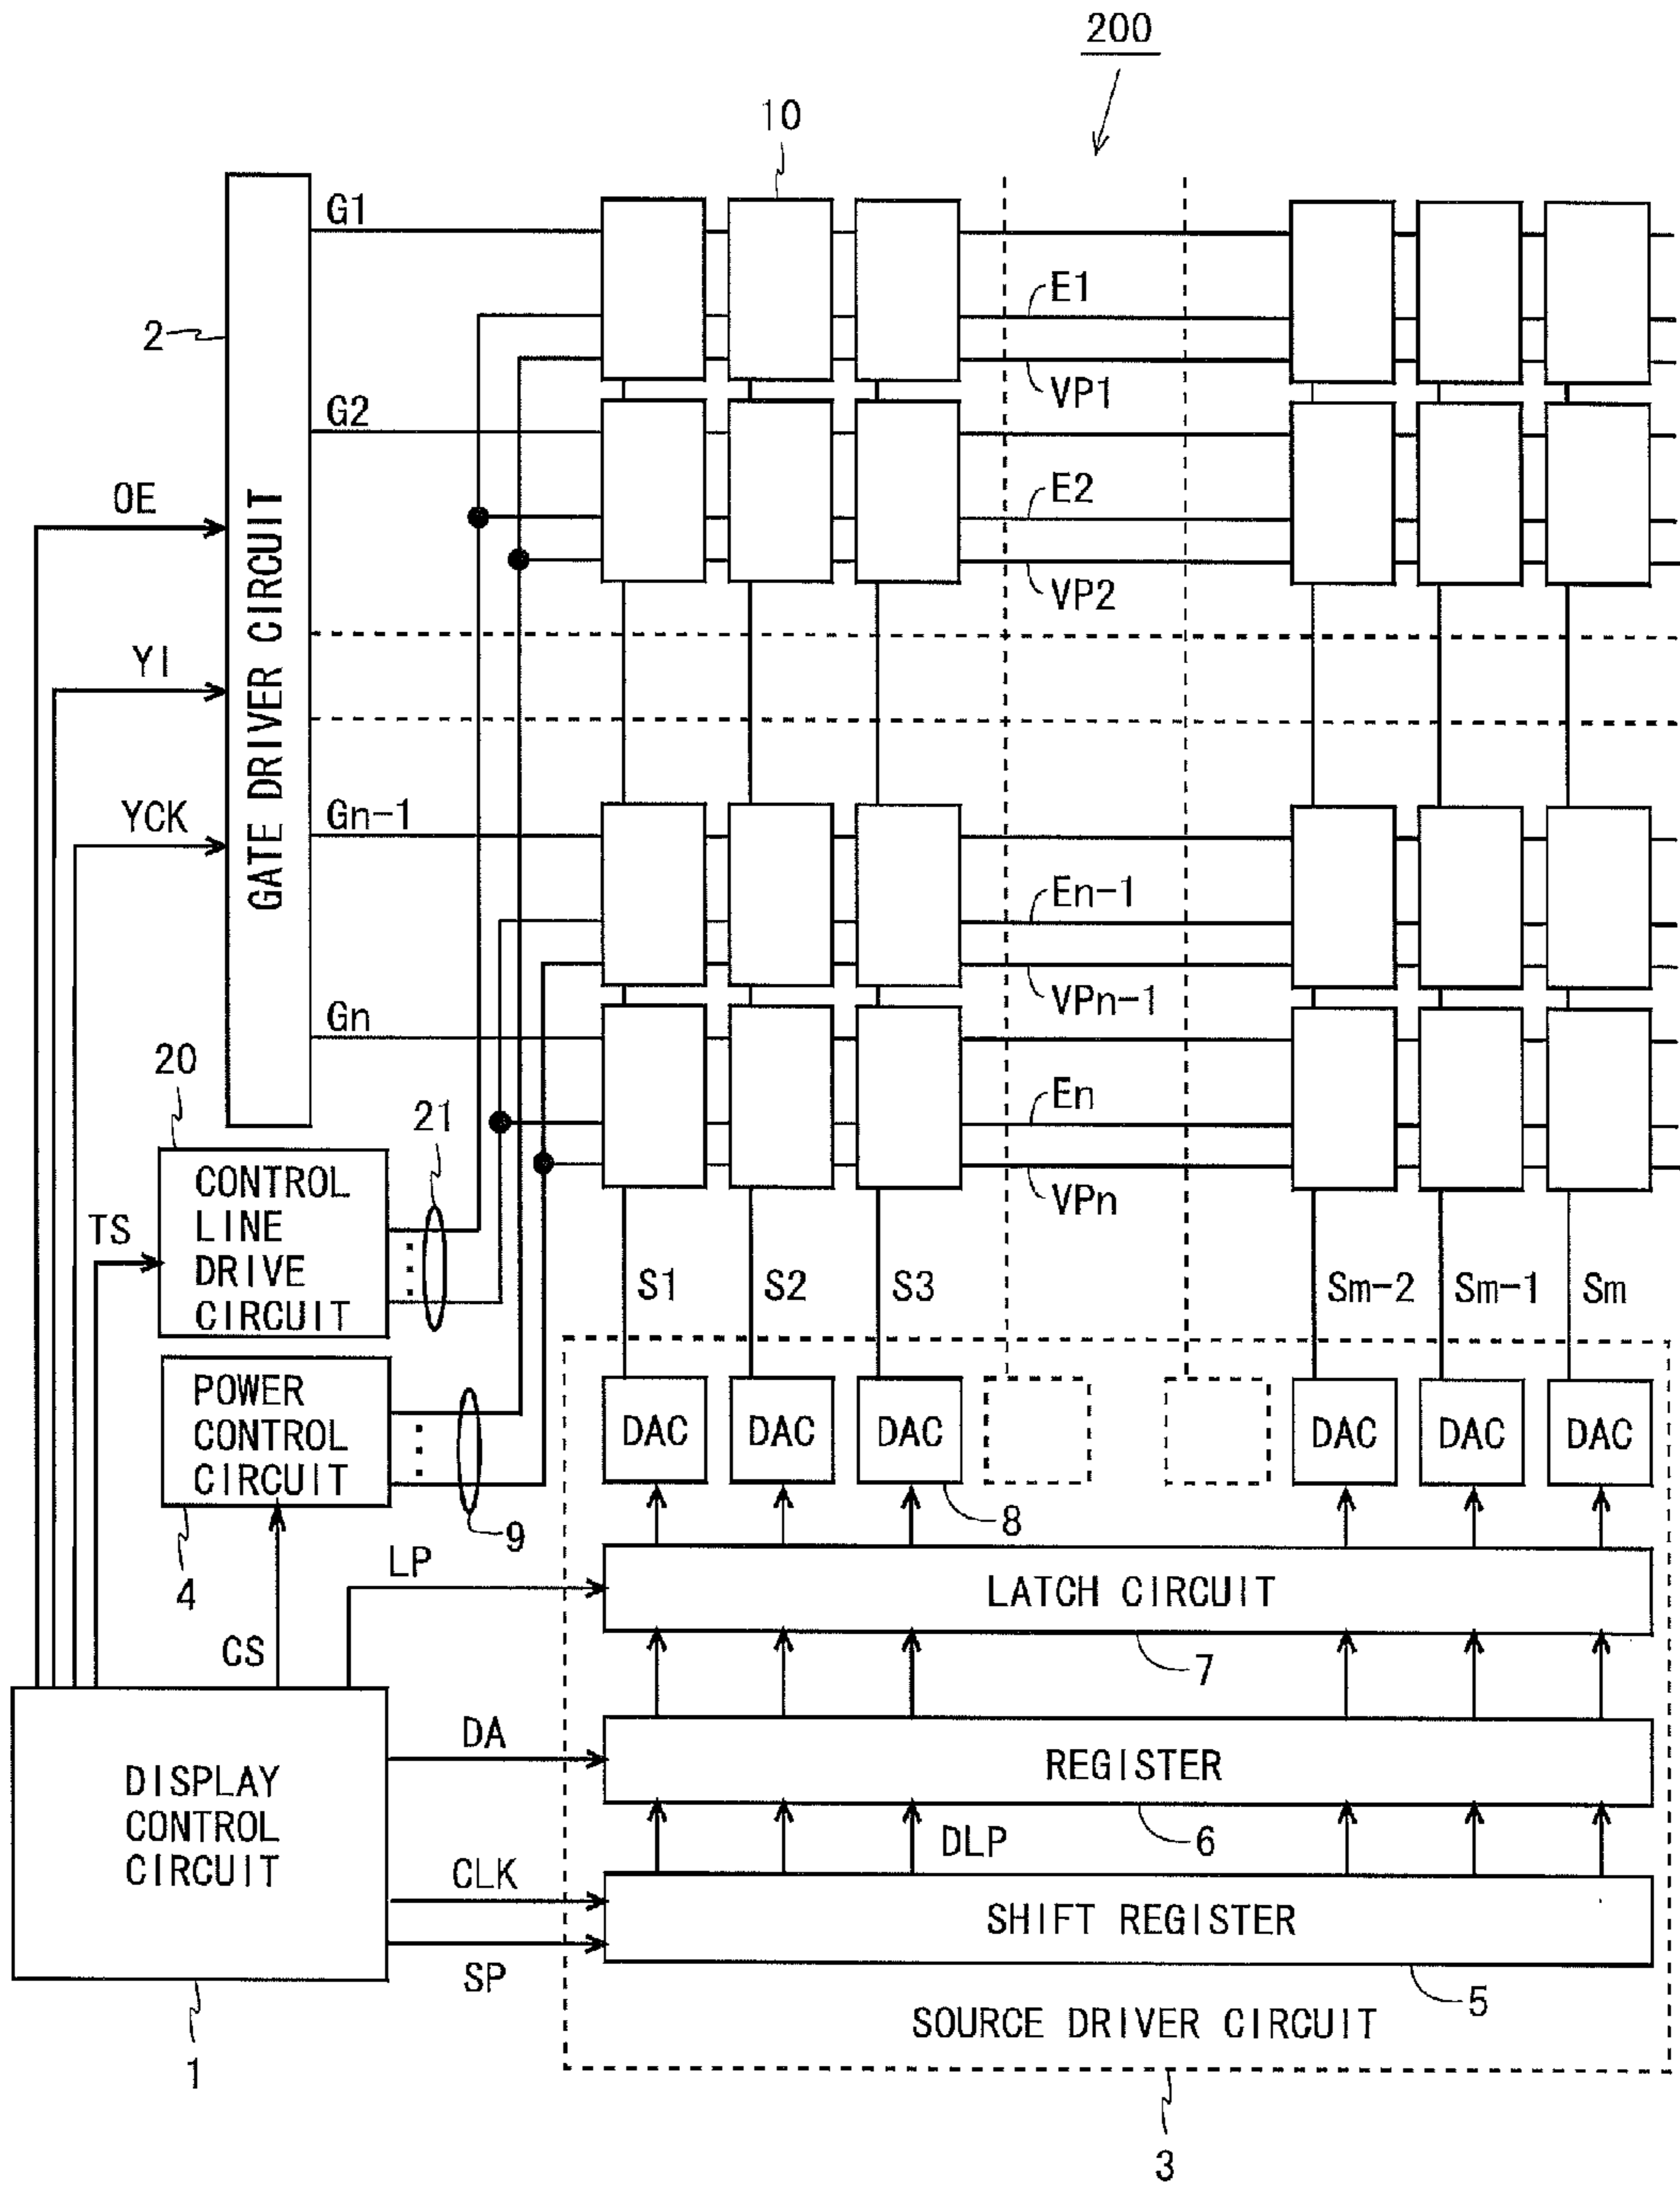 200
10
G1
E1
2
VP1
G2
E2
OE
VP2
GATE DRIVER CIRCUIT
YI
YCK
Gn-1
En-1
VPn-1
Gn
20
En
21
VPn
CONTROL
LINE
DRIVE
CIRCUIT
TS
S1
S2
S3
Sm-2
Sm-1
Sm
POWER
CONTROL
CIRCUIT
DAC
DAC
DAC
DAC
DAC
DAC
8
9
4
LP
LATCH CIRCUIT
CS
7
DA
REGISTER
DISPLAY
CONTROL
CIRCUIT
6
DLP
CLK
SHIFT REGISTER
SP
5
SOURCE DRIVER CIRCUIT
1
3